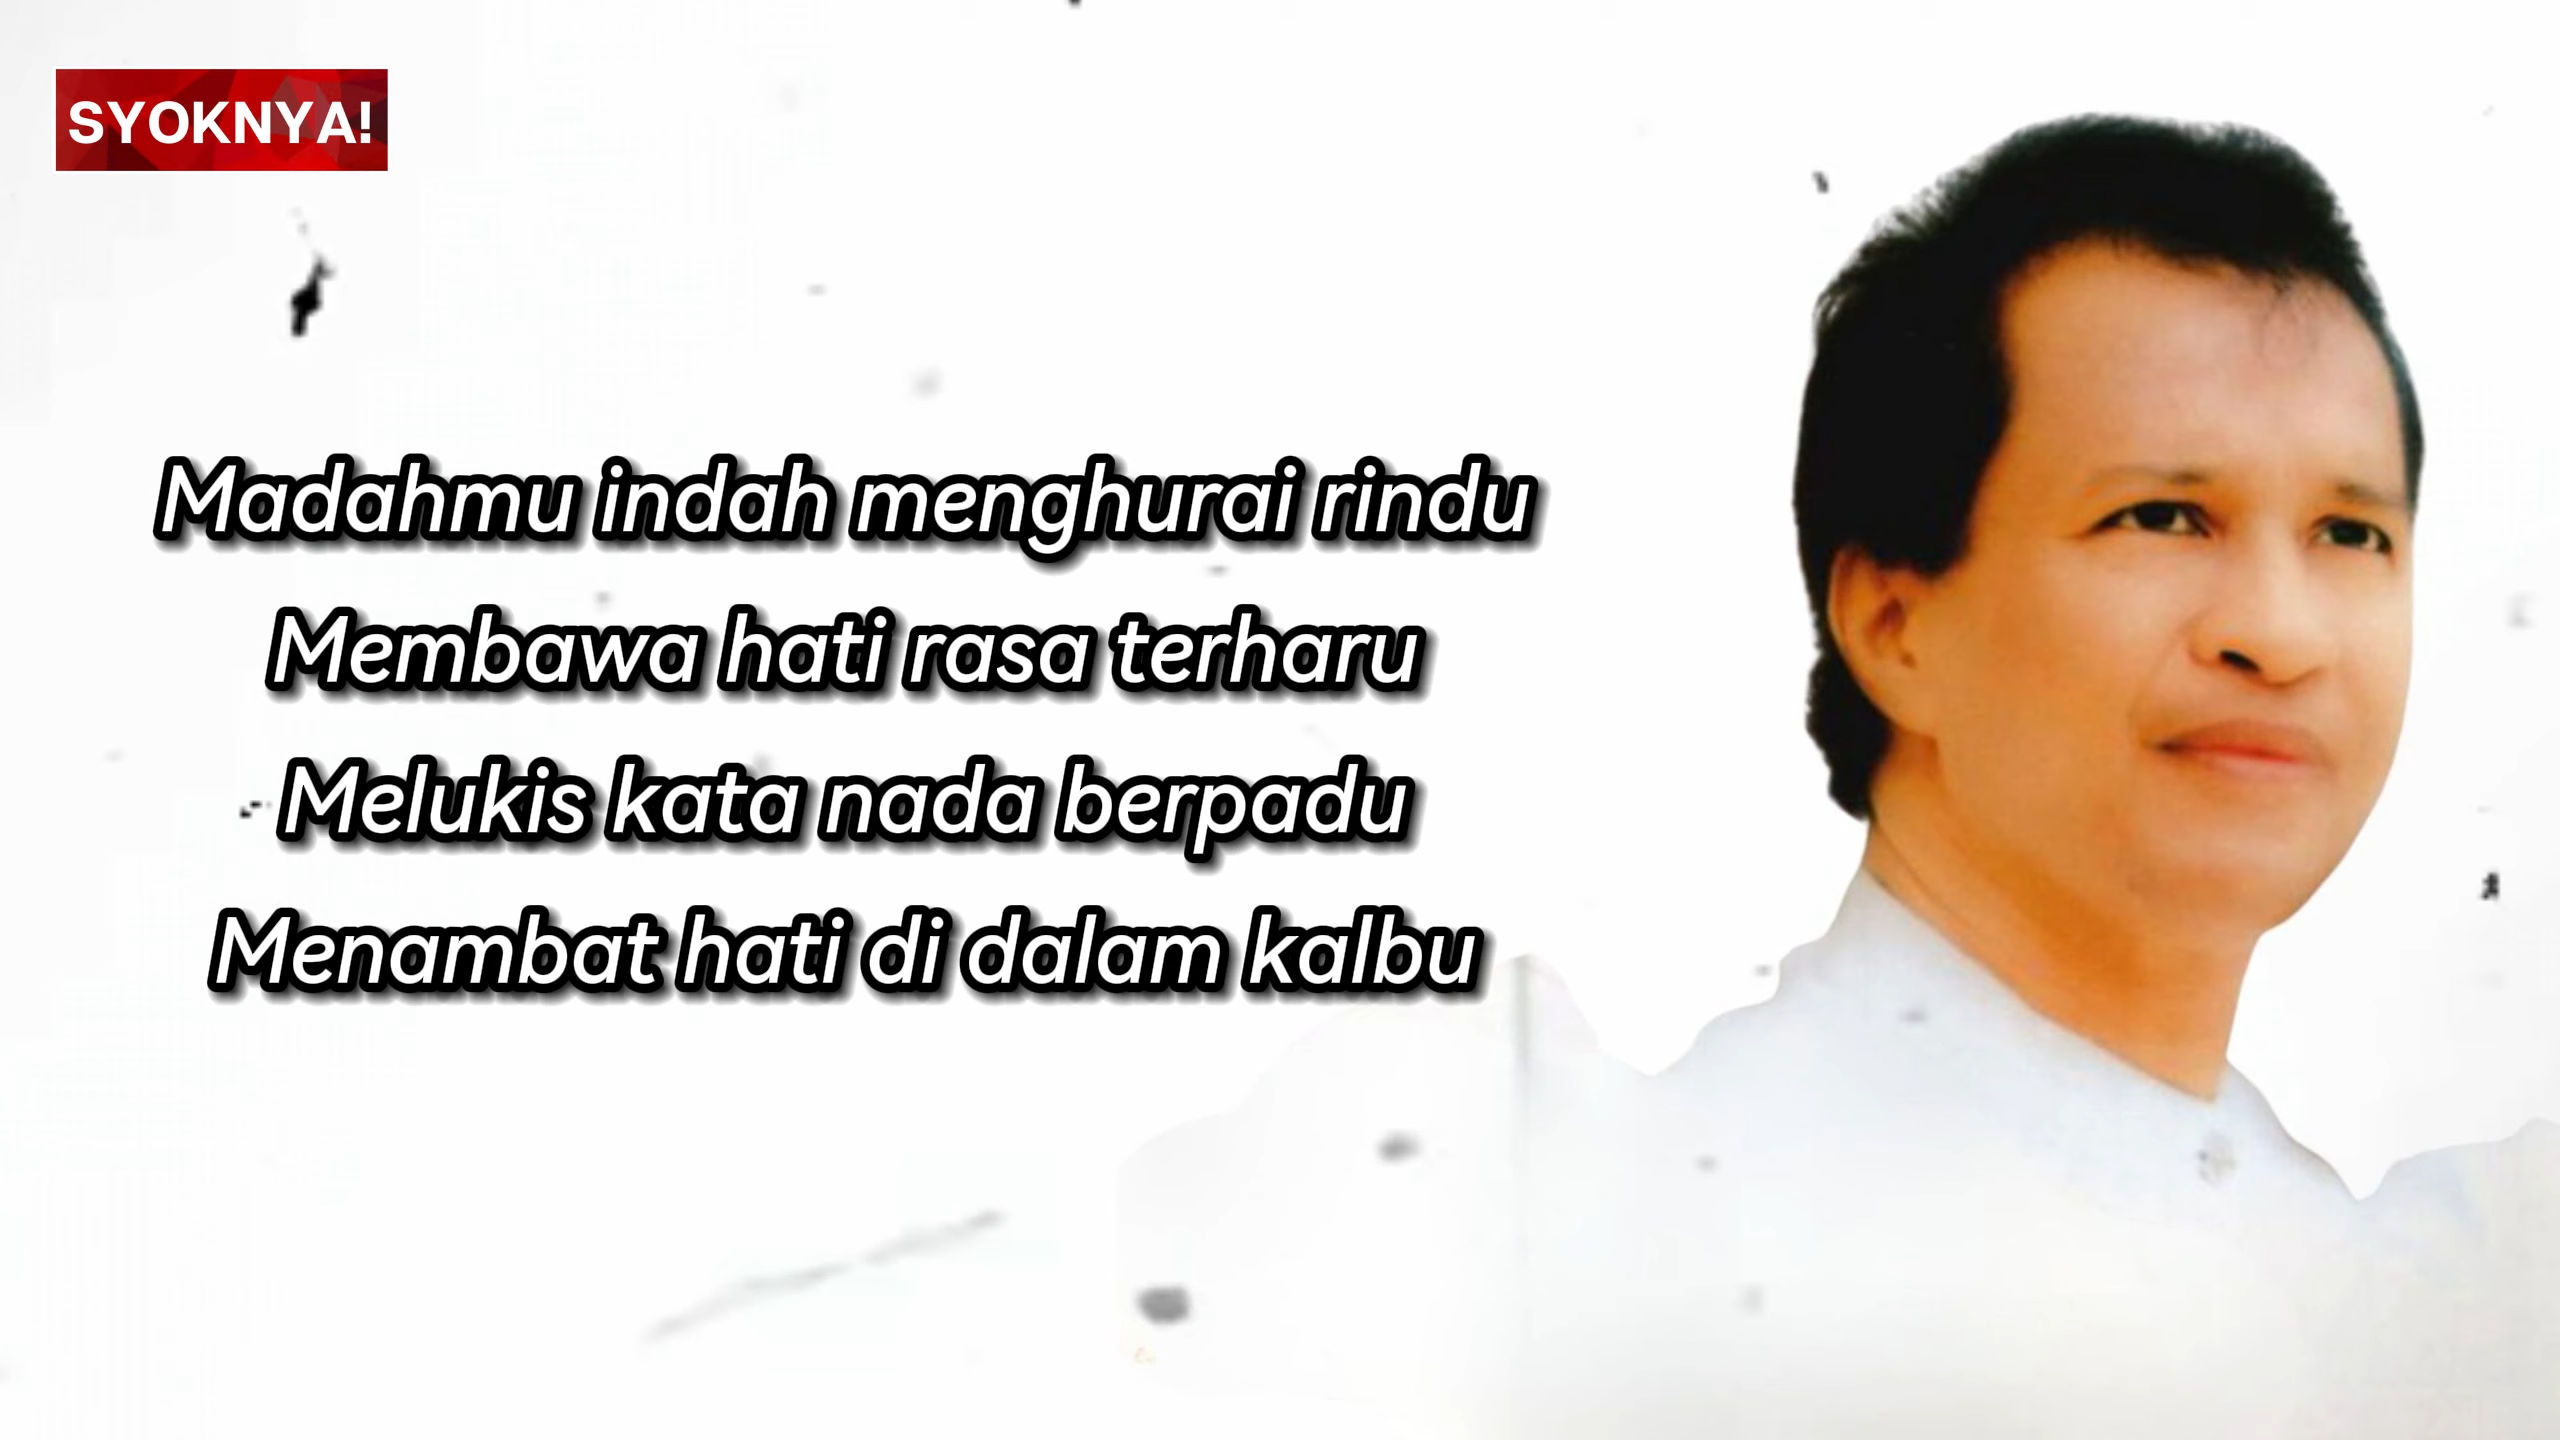 SYOKNYA!
Madahmu indah menghurai rindu
Membawa hati rasa terharu
Melukis kata nada berpadu
Menambat hati di dalam kalbu